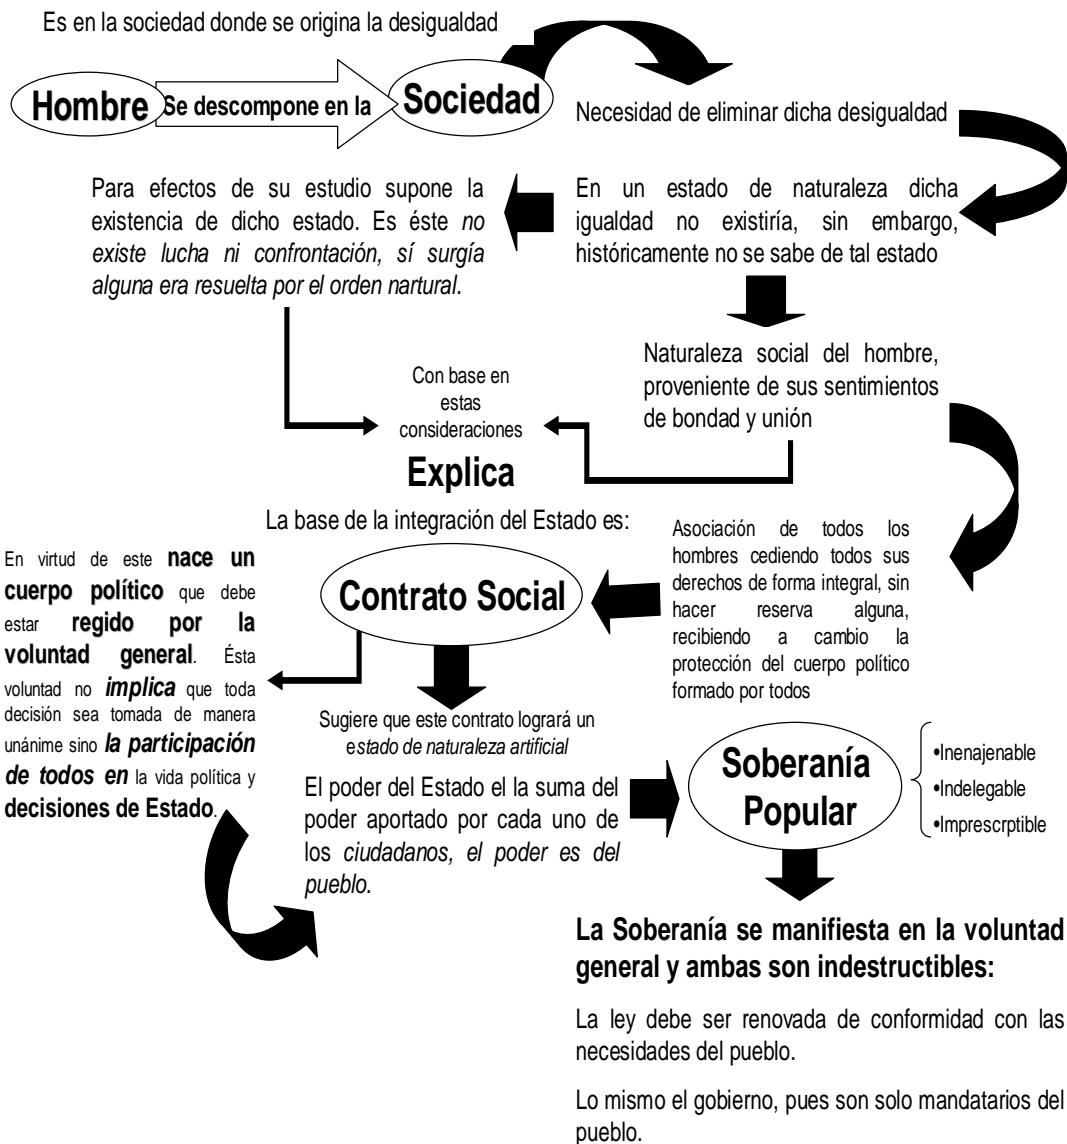 Es en la sociedad donde se origina la desigualdad
Hombre
Se descompone en la
Sociedad
Necesidad de eliminar dicha desigualdad
En un estado de naturaleza dicha
igualdad no existiría, sin embargo,
históricamente no se sabe de tal estado
Para efectos de su estudio supone la
existencia de dicho estado. Es éste no
existe lucha ni confrontación, sí surgía
alguna era resuelta por el orden nartural.
Naturaleza social del hombre,
proveniente de sus sentimientos
de bondad y unión
Con base en
estas
consideraciones
Explica
La base de la integración del Estado es:
Asociación de todos los
hombres cediendo todos sus
derechos de forma integral, sin
hacer reserva alguna,
recibiendo a cambio la
protección del cuerpo político
formado por todos
Contrato Social
En virtud de este nace un
cuerpo político que debe
estar regido por la
voluntad general. Ésta
voluntad no implica que toda
decisión sea tomada de manera
unánime sino la participación
de todos en la vida política y
decisiones de Estado.
Sugiere que este contrato logrará un
estado de naturaleza artificial
El poder del Estado el la suma del
poder aportado por cada uno de
los ciudadanos, el poder es del
pueblo.
Soberanía
Popular
•Inenajenable
•Indelegable
•Imprescrptible
La Soberanía se manifiesta en la voluntad
general y ambas son indestructibles:
La ley debe ser renovada de conformidad con las
necesidades del pueblo.
Lo mismo el gobierno, pues son solo mandatarios del
pueblo.